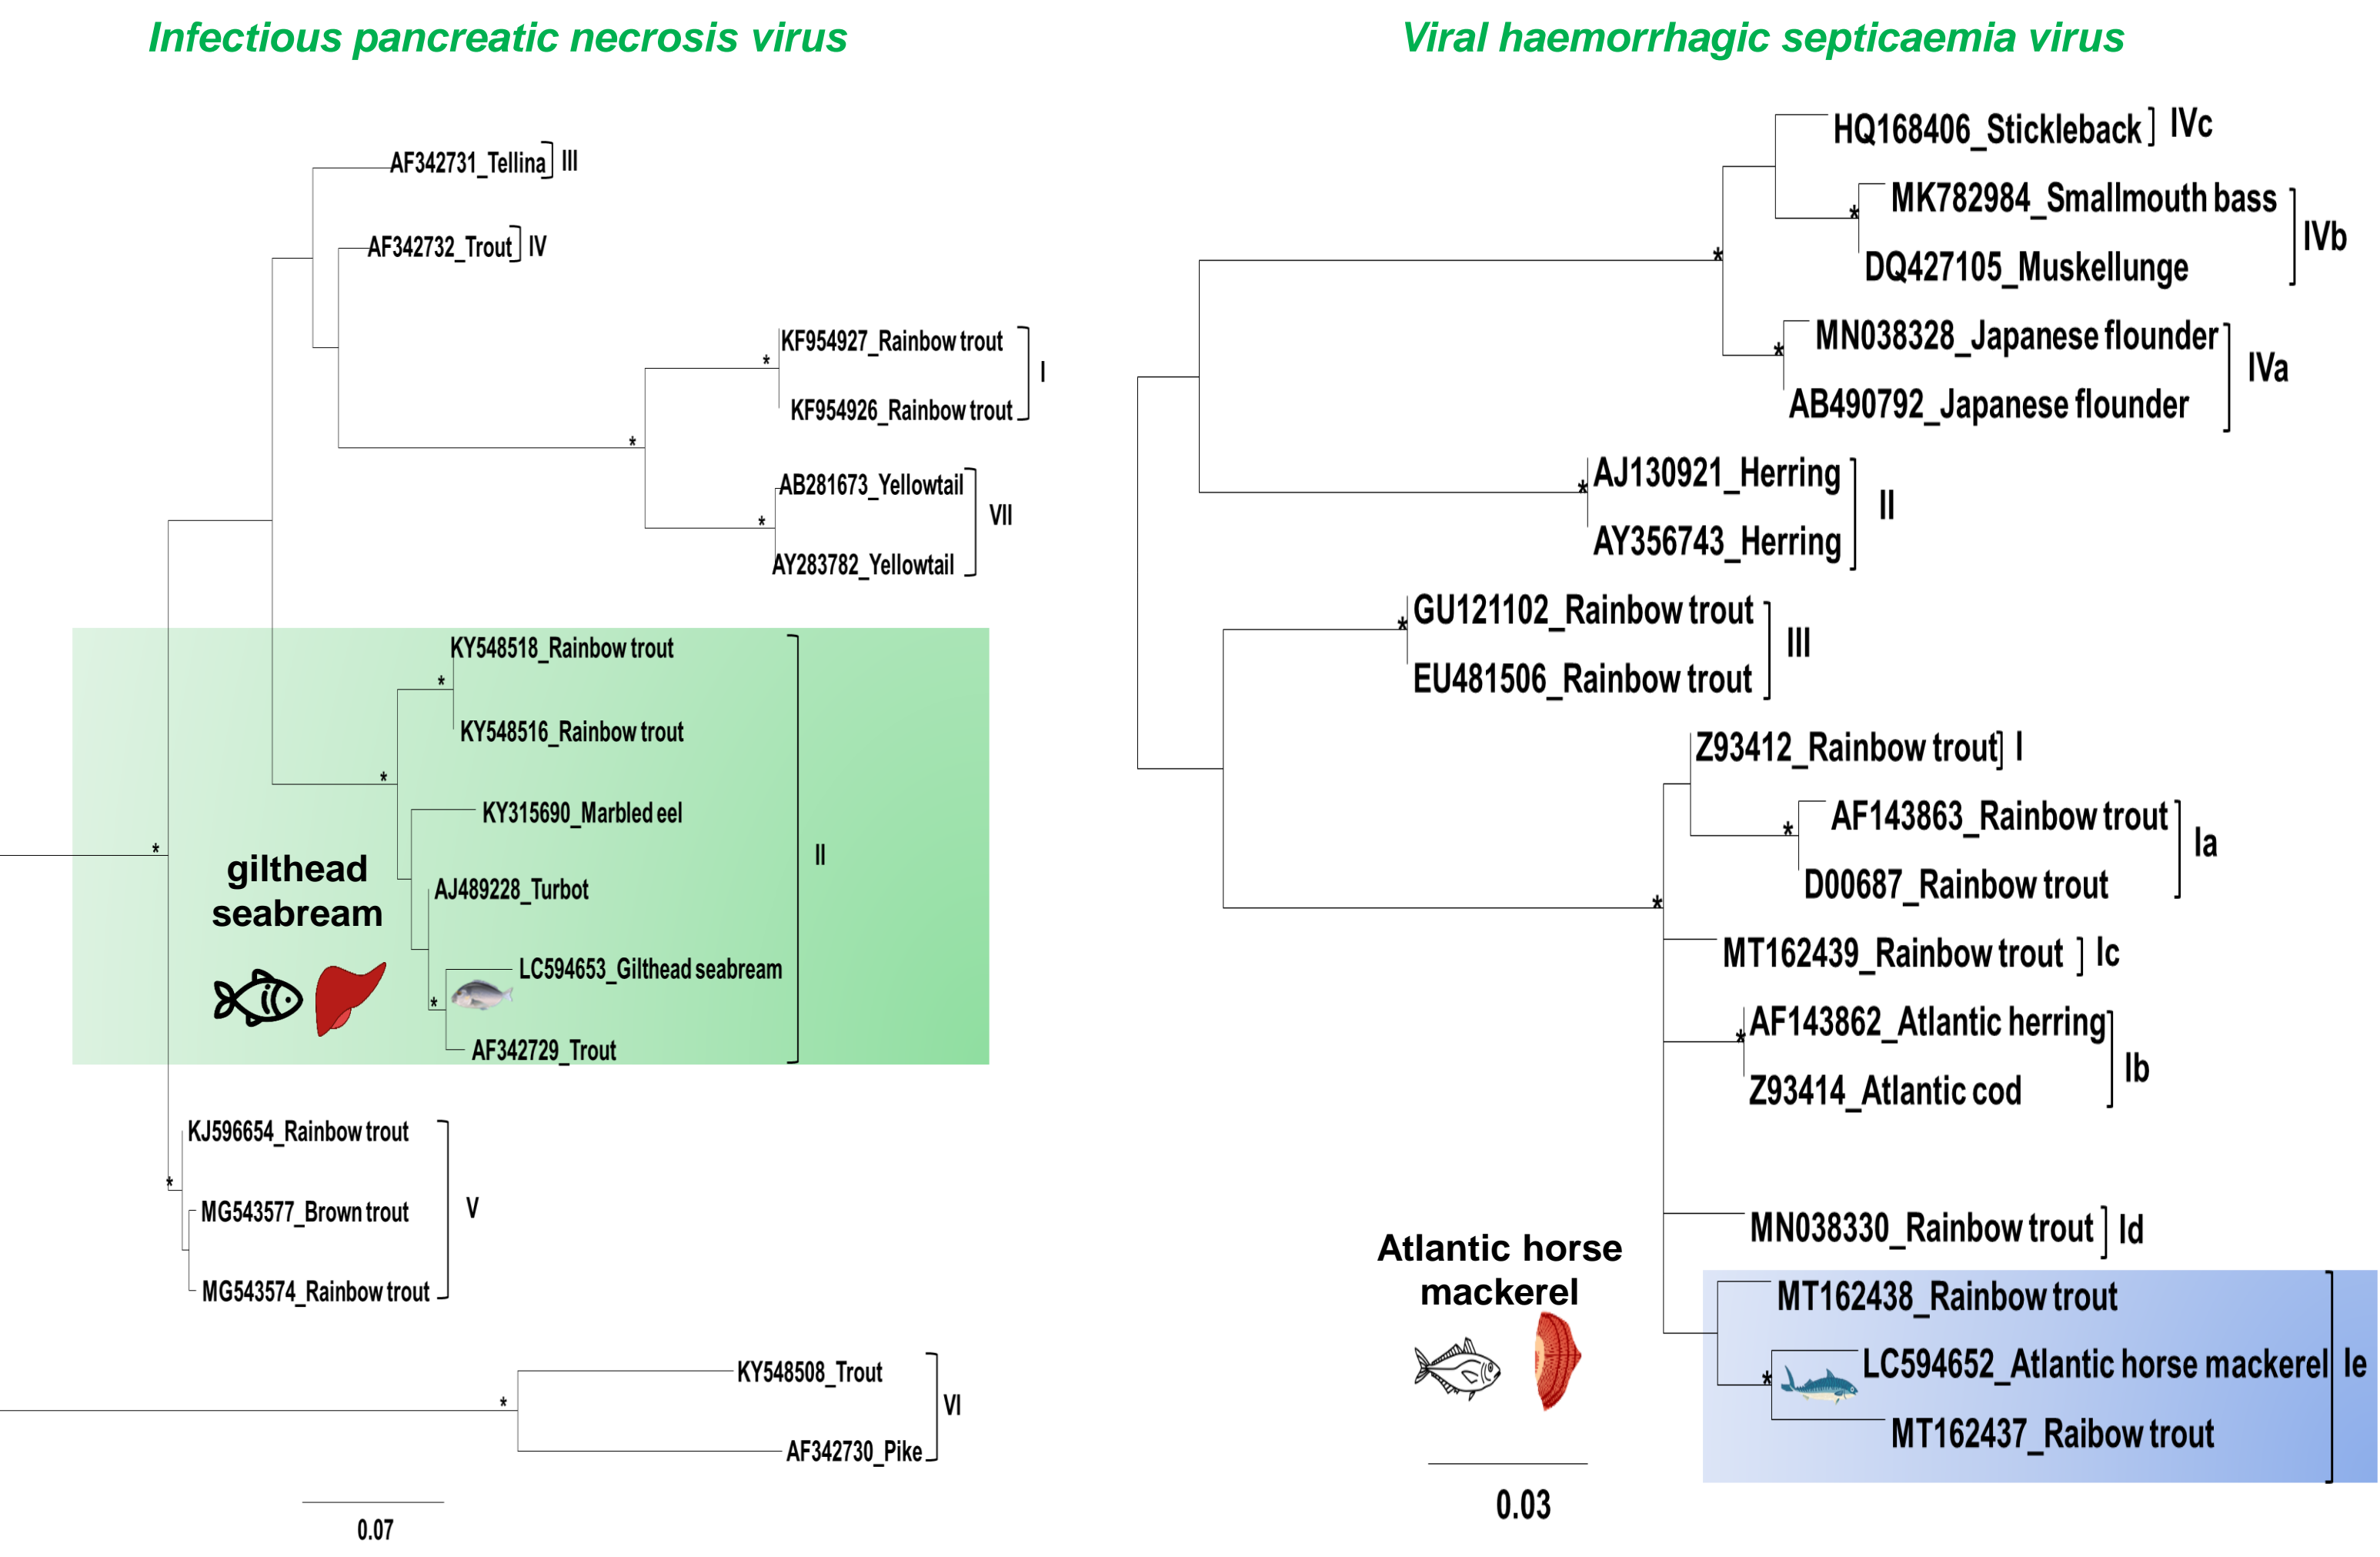 Infectious pancreatic necrosis virus
AF342731_Tellina
III
AF342732_Trout
IV
KF954927_Rainbow trout
I
KF954926_Rainbow trout
AB281673_Yellowtail
VII
AY283782_Yellowtail
KY548518_Rainbow trout
KY548516_Rainbow trout
KY315690_Marbled eel
II
gilthead
seabream
AJ489228_Turbot
LC594653_Gilthead seabream
AF342729_Trout
KJ596654_Rainbow trout
MG543577_Brown trout
V
MG543574_Rainbow trout
KY548508_Trout
VI
AF342730_Pike
0.07
Viral haemorrhagic septicaemia virus
HQ168406_Stickleback
IVc
MK782984_Smallmouth bass
IVb
DQ427105_Muskellunge
MN038328_Japanese flounder
IVa
AB490792_Japanese flounder
AJ130921_Herring
II
AY356743_Herring
GU121102_Rainbow trout
III
EU481506_Rainbow trout
Z93412_Rainbow trout
I
AF143863_Rainbow trout
Ia
D00687_Rainbow trout
MT162439_Rainbow trout
Ic
AF143862_Atlantic herring
Ib
Z93414_Atlantic cod
MN038330_Rainbow trout
Id
Atlantic horse
mackerel
MT162438_Rainbow trout
LC594652_Atlantic horse mackerel
Ie
MT162437_Raibow trout
0.03